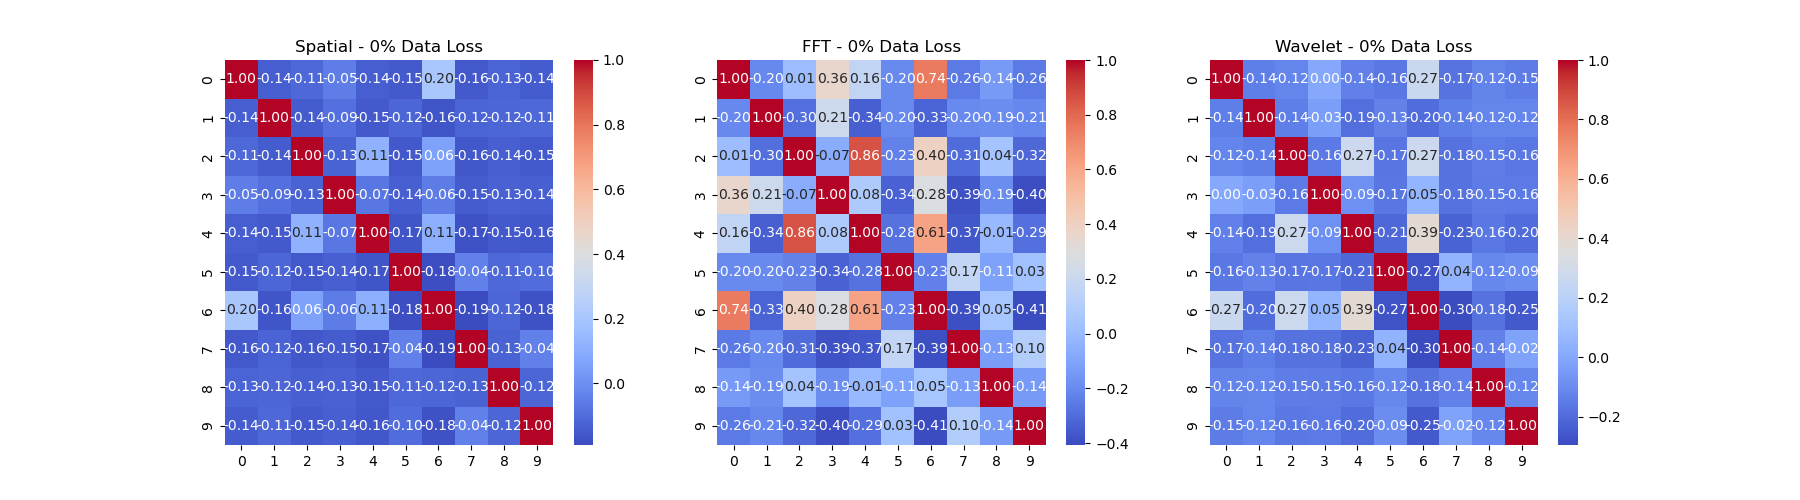 Spatial - 0% Data Loss
0 1.00 -0.14 -0.11 -0.05 -0.14 -0.15 0.20 -0.16 -0.13 -0.14
1 -0.14 1.00 -0.14 -0.09 -0.15 -0.12 -0.16 -0.12 -0.12 -0.11
2 -0.11 -0.14 1.00 -0.13 0.11 -0.15 0.06 -0.16 -0.14 -0.15
3 -0.05 -0.09 -0.13 1.00 -0.07 -0.14 -0.06 -0.15 -0.13 -0.14
4 -0.14 -0.15 0.11 -0.07 1.00 -0.17 0.11 -0.17 -0.15 -0.16
5 -0.15 -0.12 -0.15 -0.14 -0.17 1.00 -0.18 -0.04 -0.11 -0.10
6 0.20 -0.16 0.06 -0.06 0.11 -0.18 1.00 -0.19 -0.12 -0.18
7 -0.16 -0.12 -0.16 -0.15 -0.17 -0.04 -0.19 1.00 -0.13 -0.04
8 -0.13 -0.12 -0.14 -0.13 -0.15 -0.11 -0.12 -0.13 1.00 -0.12
9 -0.14 -0.11 -0.15 -0.14 -0.16 -0.10 -0.18 -0.04 -0.12 1.00
0 1 2 3 4 5 6 7 8 9
1.0
0.8
0.6
0.4
0.2
0.0
FFT - 0% Data Loss
0 1.00 -0.20 0.01 0.36 0.16 -0.20 0.74 -0.26 -0.14 -0.26
1 -0.20 1.00 -0.30 0.21 -0.34 -0.20 -0.33 -0.20 -0.19 -0.21
2 0.01 -0.30 1.00 -0.07 0.86 -0.23 0.40 -0.31 0.04 -0.32
3 0.36 0.21 -0.07 1.00 0.08 -0.34 0.28 -0.39 -0.19 -0.40
4 0.16 -0.34 0.86 0.08 1.00 -0.28 0.61 -0.37 -0.01 -0.29
5 -0.20 -0.20 -0.23 -0.34 -0.28 1.00 -0.23 0.17 -0.11 0.03
6 0.74 -0.33 0.40 0.28 0.61 -0.23 1.00 -0.39 0.05 -0.41
7 -0.26 -0.20 -0.31 -0.39 -0.37 0.17 -0.39 1.00 -0.13 0.10
8 -0.14 -0.19 0.04 -0.19 -0.01 -0.11 0.05 -0.13 1.00 -0.14
9 -0.26 -0.21 -0.32 -0.40 -0.29 0.03 -0.41 0.10 -0.14 1.00
0 1 2 3 4 5 6 7 8 9
1.0
0.8
0.6
0.4
0.2
0.0
−0.2
−0.4
Wavelet - 0% Data Loss
0 1.00 -0.14 -0.12 -0.00 -0.14 -0.16 0.27 -0.17 -0.12 -0.15
1 -0.14 1.00 -0.14 -0.03 -0.19 -0.13 -0.20 -0.14 -0.12 -0.12
2 -0.12 -0.14 1.00 -0.16 0.27 -0.17 0.27 -0.18 -0.15 -0.16
3 -0.00 -0.03 -0.16 1.00 -0.09 -0.17 0.05 -0.18 -0.15 -0.16
4 -0.14 -0.19 0.27 -0.09 1.00 -0.21 0.39 -0.23 -0.16 -0.20
5 -0.16 -0.13 -0.17 -0.17 -0.21 1.00 -0.27 0.04 -0.12 -0.09
6 0.27 -0.20 0.27 0.05 0.39 -0.27 1.00 -0.30 -0.18 -0.25
7 -0.17 -0.14 -0.18 -0.18 -0.23 0.04 -0.30 1.00 -0.14 -0.02
8 -0.12 -0.12 -0.15 -0.15 -0.16 -0.12 -0.18 -0.14 1.00 -0.12
9 -0.15 -0.12 -0.16 -0.16 -0.20 -0.09 -0.25 -0.02 -0.12 1.00
0 1 2 3 4 5 6 7 8 9
1.0
0.8
0.6
0.4
0.2
0.0
−0.2